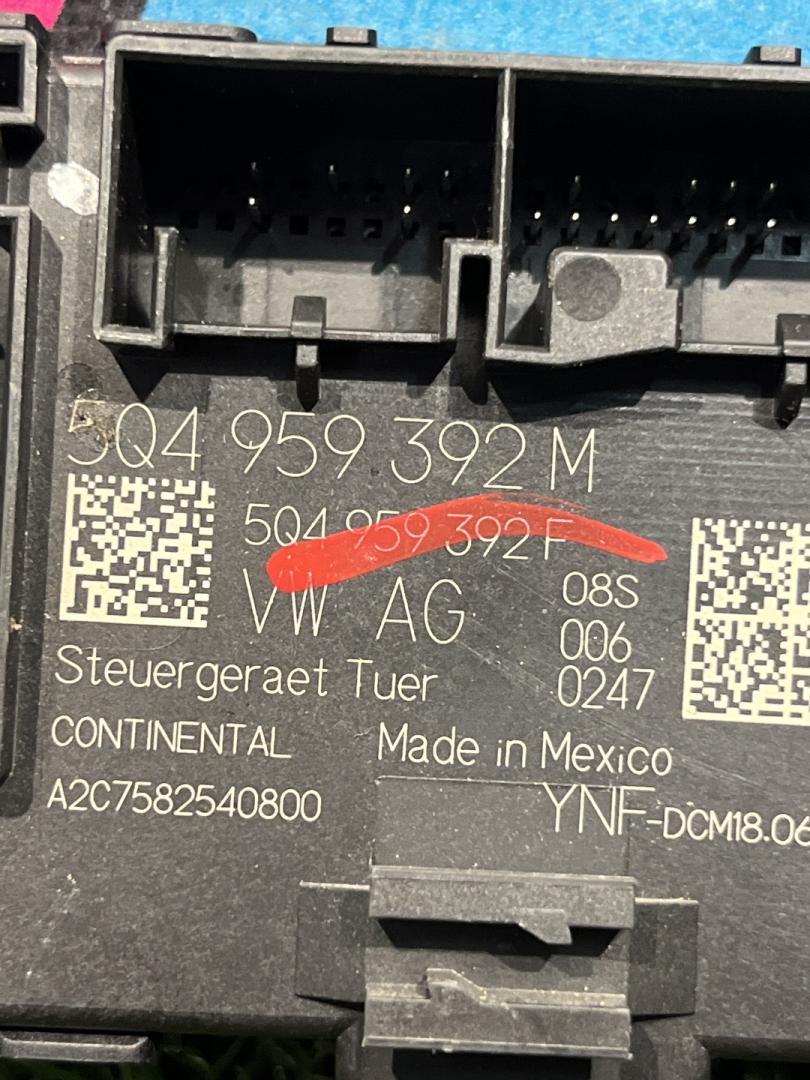 5Q4 959 392 M
5Q4 959 392 F
VW AG
08S
006
0247
Steuergeraet Tuer
CONTINENTAL
Made in Mexico
A2C7582540800
YNF-DCM18.06